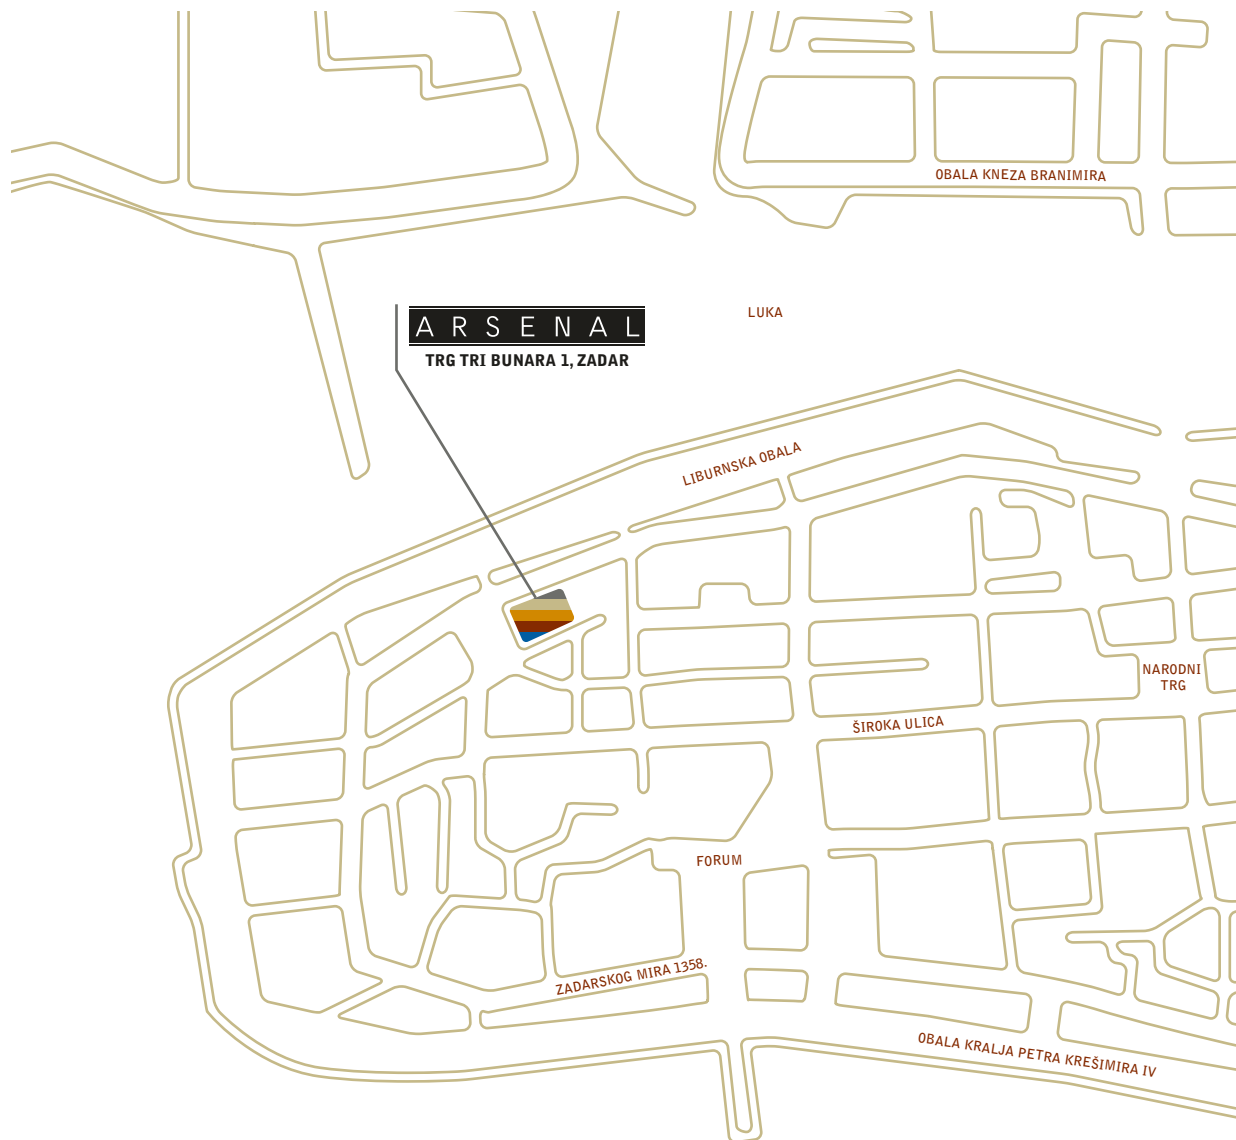 OBALA KNEZA BRANIMIRA
LUKA
ARSENAL
TRG TRI BUNARA 1, ZADAR
LIBURNSKA OBALA
NARODNI
TRG
ŠIROKA ULICA
FORUM
ZADARSKOG MIRA 1358.
OBALA KRALJA PETRA KREŠIMIRA IV